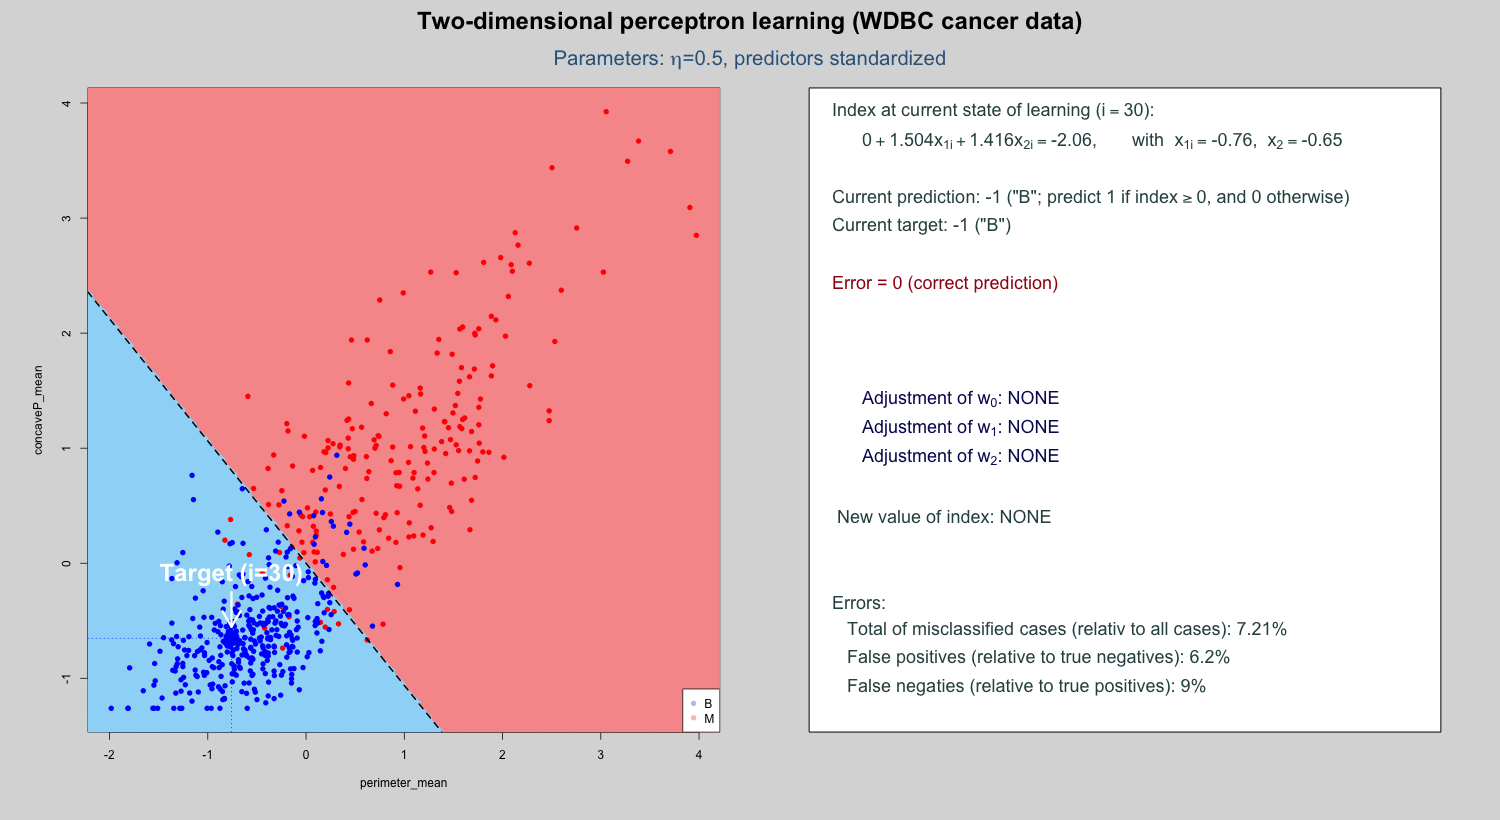 Two-dimensional perceptron learning (WDBC cancer data)
Parameters: η=0.5, predictors standardized
4
3
2
1
0
-1
concaveP_mean
Target (i=30)
B
M
-2
-1
0
1
2
3
4
perimeter_mean
Index at current state of learning (i = 30):
0 + 1.504x1i + 1.416x2i = -2.06, with x1i = -0.76, x2 = -0.65
Current prediction: -1 ("B"; predict 1 if index ≥ 0, and 0 otherwise)
Current target: -1 ("B")
Error = 0 (correct prediction)
Adjustment of w0: NONE
Adjustment of w1: NONE
Adjustment of w2: NONE
New value of index: NONE
Errors:
Total of misclassified cases (relativ to all cases): 7.21%
False positives (relative to true negatives): 6.2%
False negaties (relative to true positives): 9%